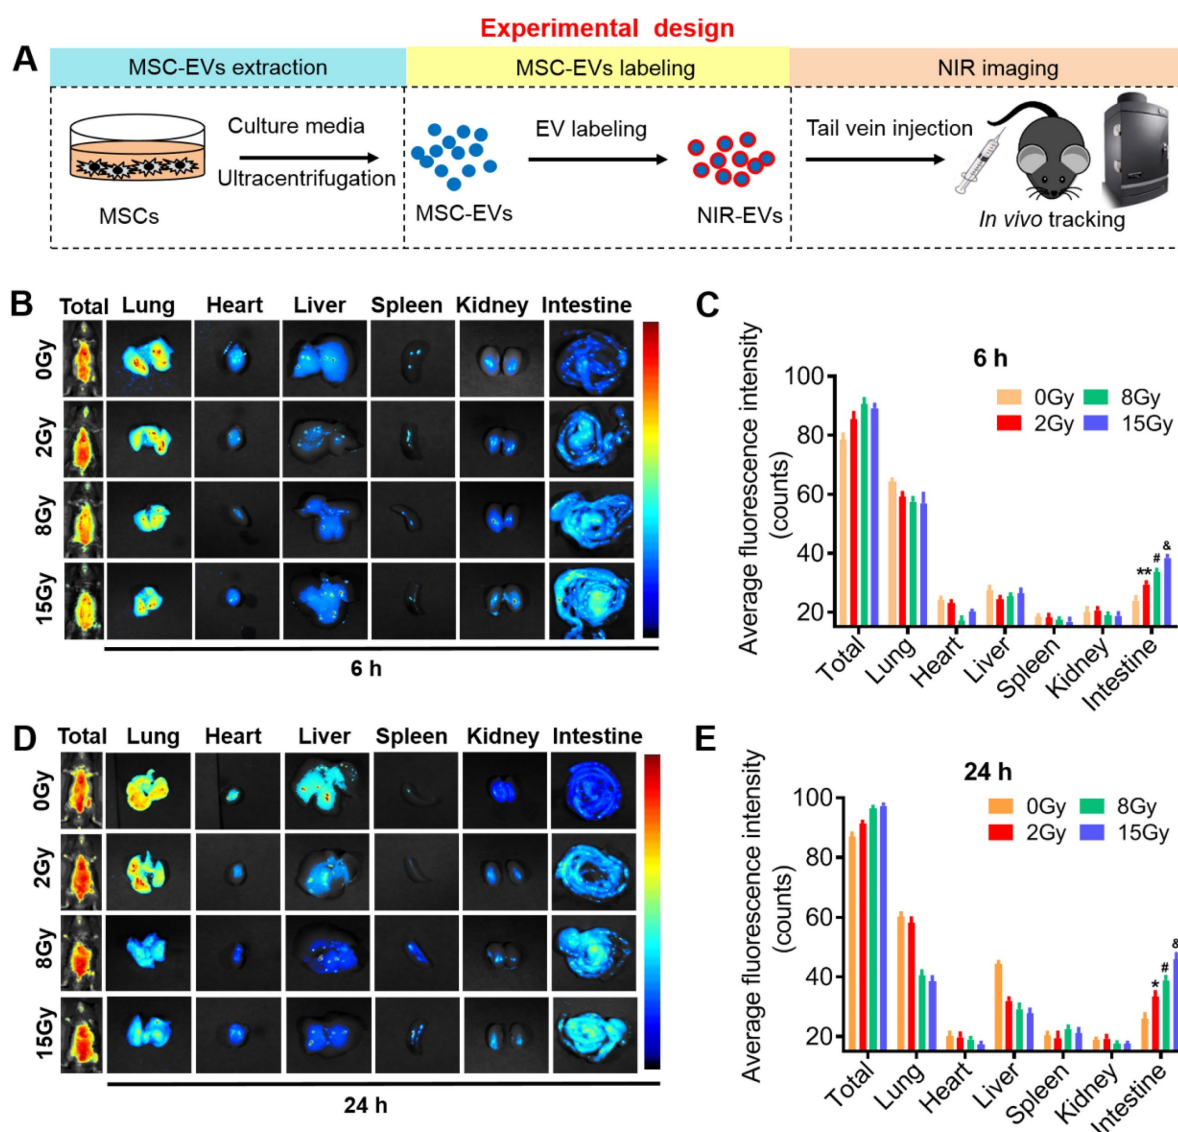 Experimental design
A
MSC-EVs extraction
MSC-EVs labeling
NIR imaging
Culture media
Ultracentrifugation
MSCs
MSC-EVs
EV labeling
NIR-EVs
Tail vein injection
In vivo tracking
B
Total Lung Heart Liver Spleen Kidney Intestine
0Gy
2Gy
8Gy
15Gy
6 h
C
6 h
0Gy 8Gy
2Gy 15Gy
Average fluorescence intensity
(counts)
100
80
60
40
20
** # &
Total Lung Heart Liver Spleen Kidney Intestine
D
Total Lung Heart Liver Spleen Kidney Intestine
0Gy
2Gy
8Gy
15Gy
24 h
E
24 h
0Gy 8Gy
2Gy 15Gy
Average fluorescence intensity
(counts)
100
80
60
40
20
* # &
Total Lung Heart Liver Spleen Kidney Intestine